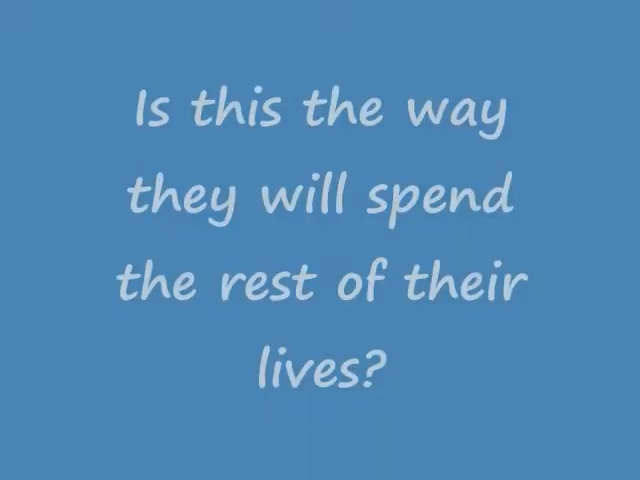 Is this the way
they will spend
the rest of their
lives?